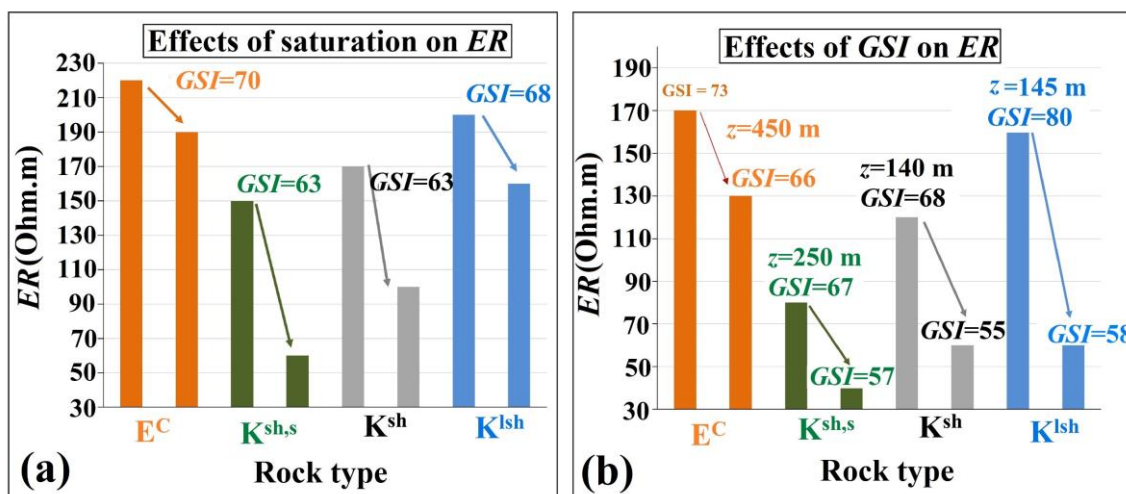 Effects of saturation on ER
ER(Ohm.m)
230
210
190
170
150
130
110
90
70
50
30
GSI=70
GSI=63
GSI=63
GSI=68
E^C
K^sh,s
K^sh
K^lsh
(a)
Rock type
Effects of GSI on ER
ER(Ohm.m)
190
170
150
130
110
90
70
50
30
GSI = 73
z=450 m
GSI=66
z=250 m
GSI=67
GSI=57
z=140 m
GSI=68
GSI=55
z=145 m
GSI=80
GSI=58
E^C
K^sh,s
K^sh
K^lsh
(b)
Rock type